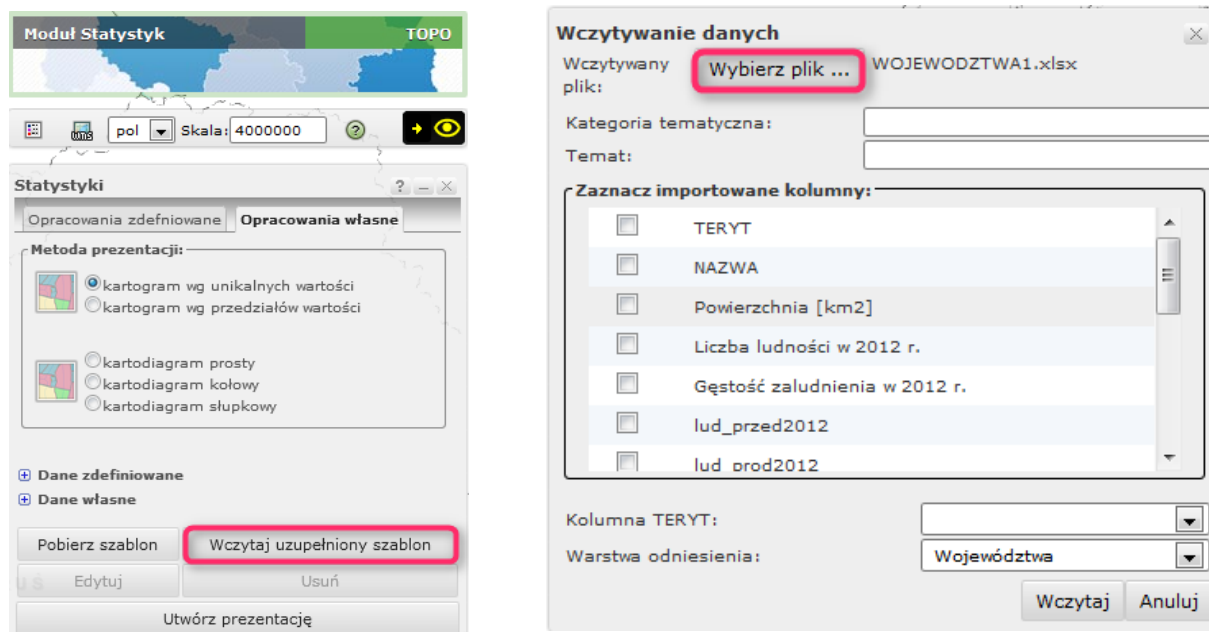 Moduł Statystyk TOPO
wms pol Skala: 4000000 ?
Statystyki ? – ×
Opracowania zdefniowane Opracowania własne
Metoda prezentacji:
kartogram wg unikalnych wartości
kartogram wg przedziałów wartości
kartodiagram prosty
kartodiagram kołowy
kartodiagram słupkowy
Dane zdefiniowane
Dane własne
Pobierz szablon Wczytaj uzupełniony szablon
Edytuj Usuń
Utwórz prezentację
Wczytywanie danych ×
Wczytywany plik: Wybierz plik ... WOJEWODZTWA1.xlsx
Kategoria tematyczna:
Temat:
Zaznacz importowane kolumny:
TERYT
NAZWA
Powierzchnia [km2]
Liczba ludności w 2012 r.
Gęstość zaludnienia w 2012 r.
lud_przed2012
lud_prod2012
Kolumna TERYT:
Warstwa odniesienia: Województwa
Wczytaj Anuluj